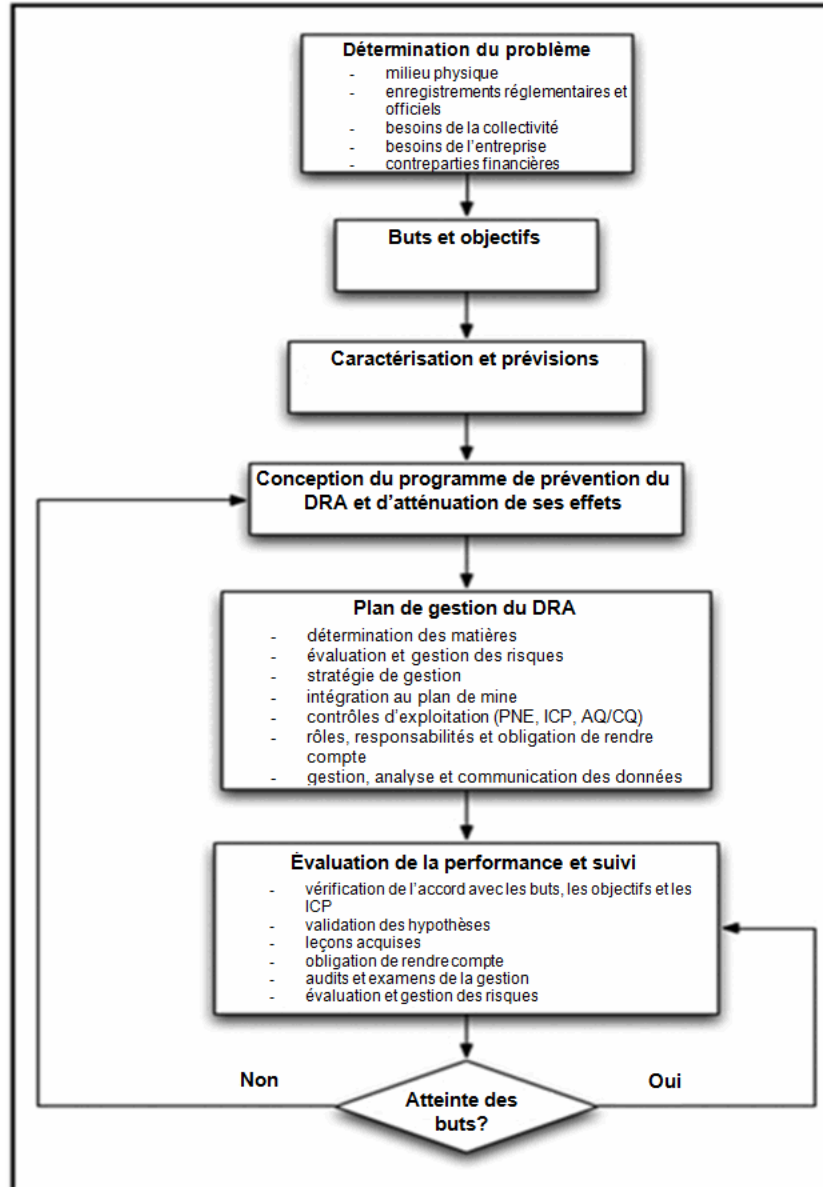 Détermination du problème
- milieu physique
- enregistrements réglementaires et
officiels
- besoins de la collectivité
- besoins de l'entreprise
- contreparties financières
Buts et objectifs
Caractérisation et prévisions
Conception du programme de prévention du
DRA et d'atténuation de ses effets
Plan de gestion du DRA
- détermination des matières
- évaluation et gestion des risques
- stratégie de gestion
- intégration au plan de mine
- contrôles d'exploitation (PNE, ICP, AQ/CQ)
- rôles, responsabilités et obligation de rendre
compte
- gestion, analyse et communication des données
Évaluation de la performance et suivi
- vérification de l'accord avec les buts, les objectifs et les
ICP
- validation des hypothèses
- leçons acquises
- obligation de rendre compte
- audits et examens de la gestion
- évaluation et gestion des risques
Non
Oui
Atteinte des
buts?